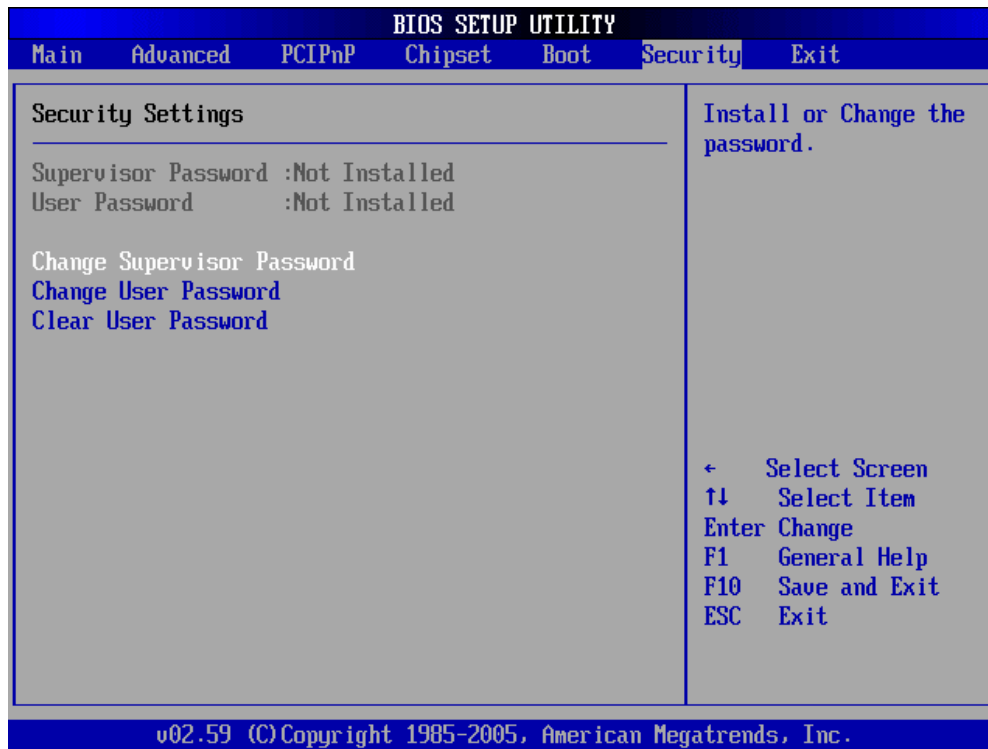 BIOS SETUP UTILITY
Main Advanced PCIPnP Chipset Boot Security Exit
Security Settings
Supervisor Password :Not Installed
User Password :Not Installed
Change Supervisor Password
Change User Password
Clear User Password
Install or Change the
password.
← Select Screen
↑↓ Select Item
Enter Change
F1 General Help
F10 Save and Exit
ESC Exit
v02.59 (C)Copyright 1985-2005, American Megatrends, Inc.